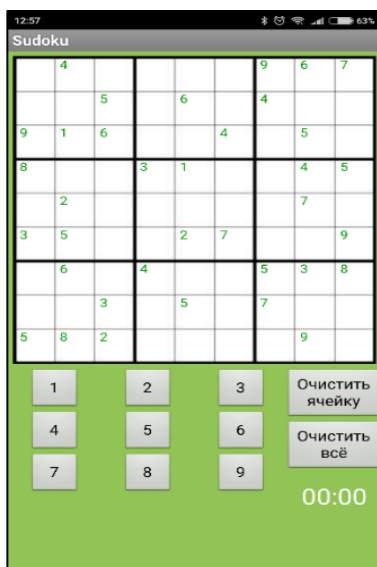 12:57 63%
Sudoku
4 9 6 7
5 6 4
9 1 6 4 5
8 3 1 4 5
2 7
3 5 2 7 9
6 4 5 3 8
3 5 7
5 8 2 9
1 2 3 Очистить
ячейку
4 5 6 Очистить
всё
7 8 9
00:00